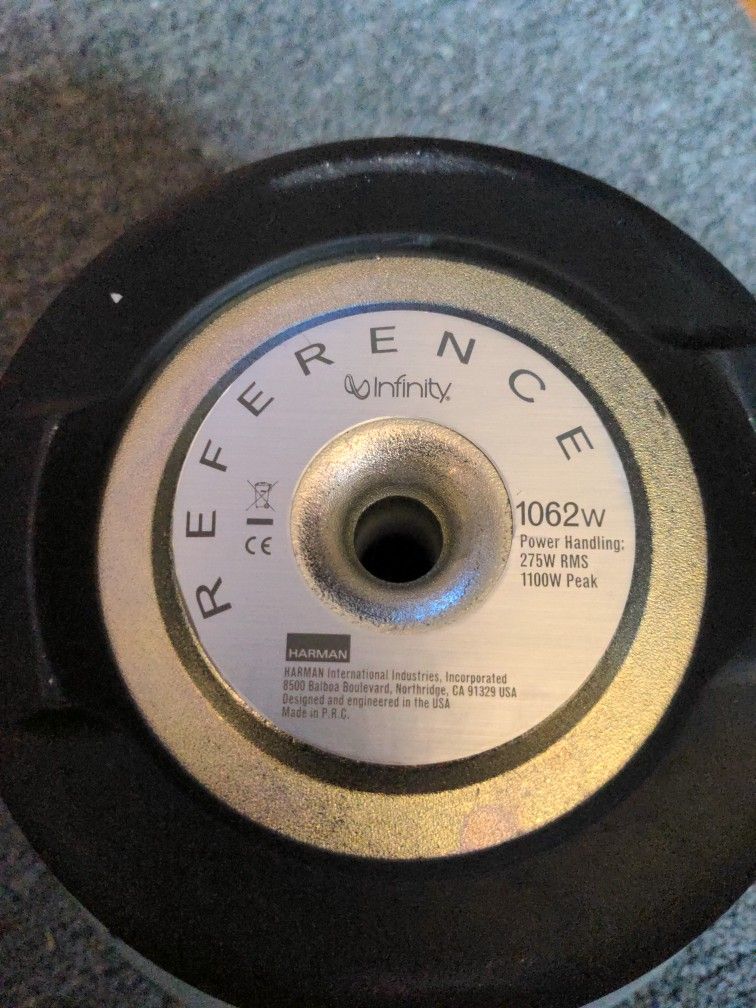 REFERENCE
Infinity®
CE
1062w
Power Handling:
275W RMS
1100W Peak
HARMAN
HARMAN International Industries, Incorporated
8500 Balboa Boulevard, Northridge, CA 91329 USA
Designed and engineered in the USA
Made in P.R.C.